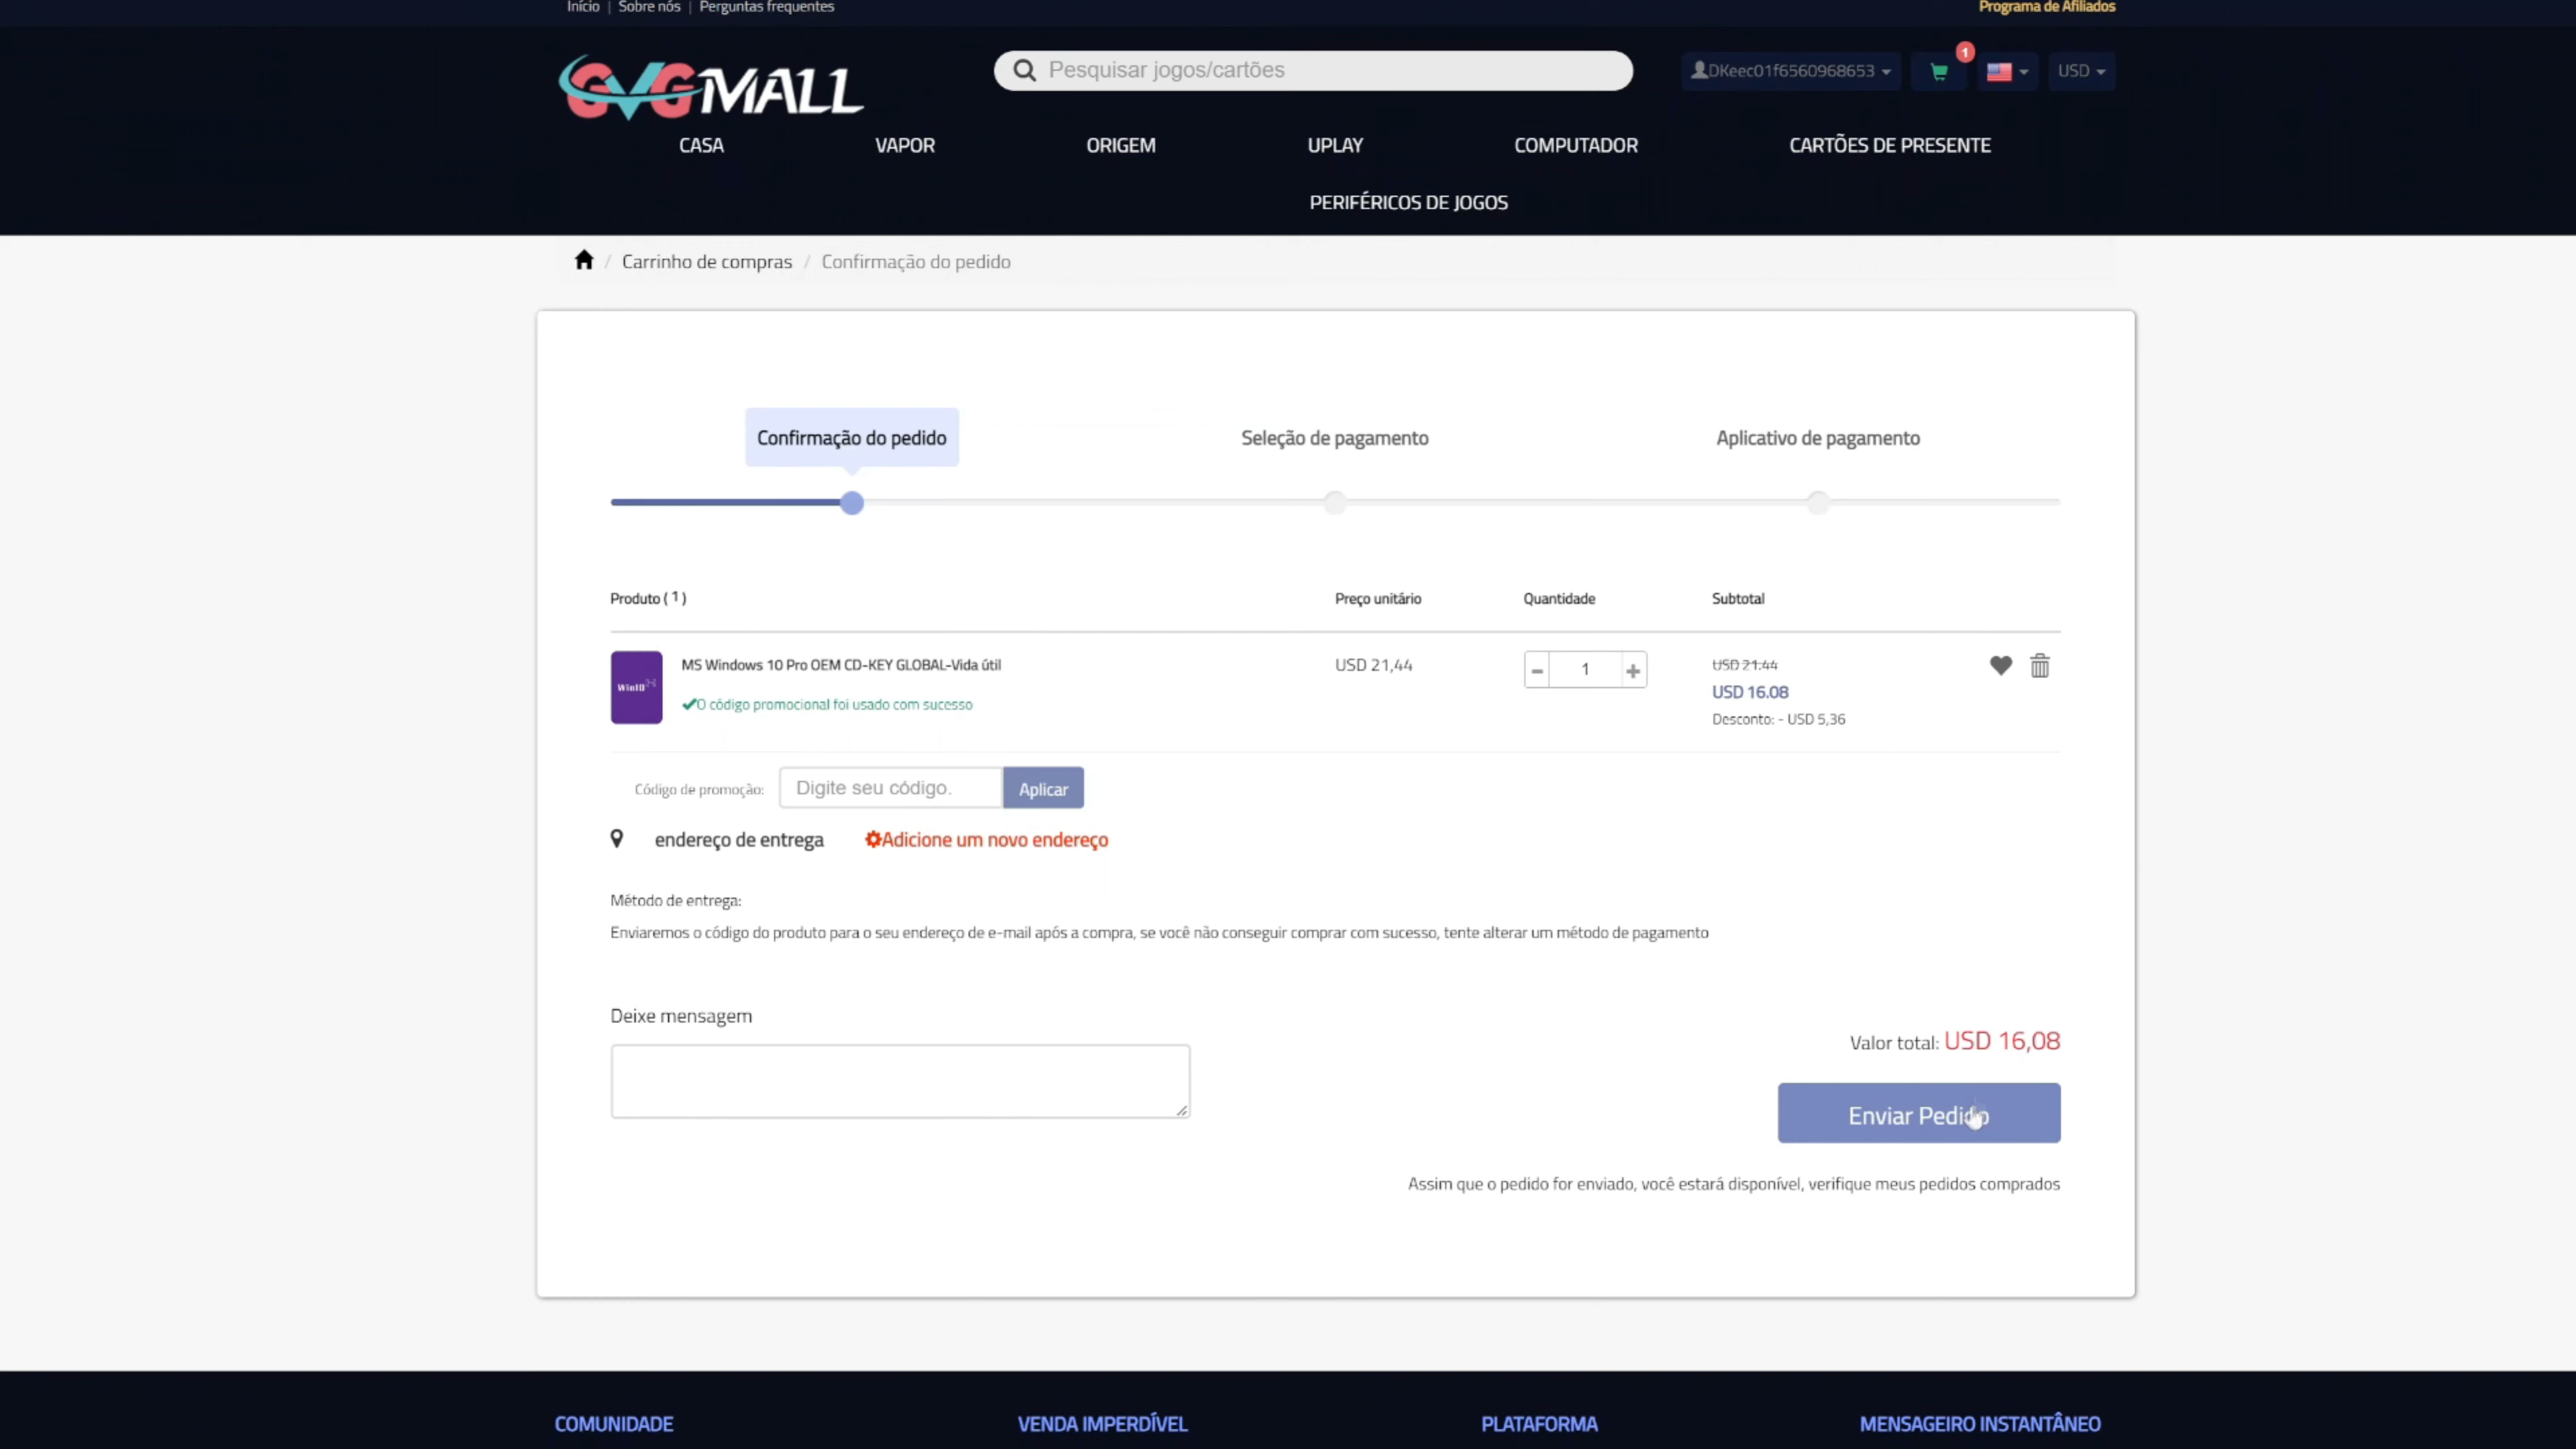 Início | Sobre nós | Perguntas frequentes
Programa de Afiliados
GVGMALL
Pesquisar jogos/cartões
DKeec01f6560968653
1
USD
CASA
VAPOR
ORIGEM
UPLAY
COMPUTADOR
CARTÕES DE PRESENTE
PERIFÉRICOS DE JOGOS
/ Carrinho de compras / Confirmação do pedido
Confirmação do pedido
Seleção de pagamento
Aplicativo de pagamento
Produto ( 1 )
Preço unitário
Quantidade
Subtotal
Win10
MS Windows 10 Pro OEM CD-KEY GLOBAL-Vida útil
USD 21,44
1
USD 21.44
USD 16.08
O código promocional foi usado com sucesso
Desconto: - USD 5,36
Código de promoção:
Digite seu código.
Aplicar
endereço de entrega
Adicione um novo endereço
Método de entrega:
Enviaremos o código do produto para o seu endereço de e-mail após a compra, se você não conseguir comprar com sucesso, tente alterar um método de pagamento
Deixe mensagem
Valor total: USD 16,08
Enviar Pedido
Assim que o pedido for enviado, você estará disponível, verifique meus pedidos comprados
COMUNIDADE
VENDA IMPERDÍVEL
PLATAFORMA
MENSAGEIRO INSTANTÂNEO